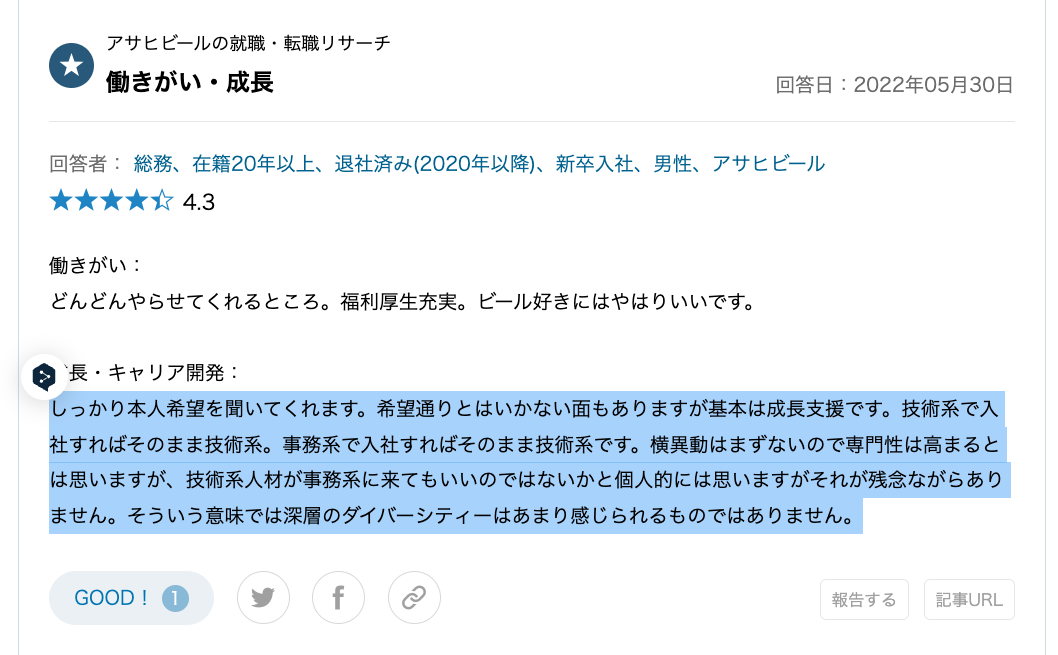 アサヒビールの就職・転職リサーチ
働きがい・成長
回答日：2022年05月30日
回答者： 総務、在籍20年以上、退社済み(2020年以降)、新卒入社、男性、アサヒビール
4.3
働きがい：
どんどんやらせてくれるところ。福利厚生充実。ビール好きにはやはりいいです。
長・キャリア開発：
しっかり本人希望を聞いてくれます。希望通りとはいかない面もありますが基本は成長支援です。技術系で入
社すればそのまま技術系。事務系で入社すればそのまま技術系です。横異動はまずないので専門性は高まると
は思いますが、技術系人材が事務系に来てもいいのではないかと個人的には思いますがそれが残念ながらあり
ません。そういう意味では深層のダイバーシティーはあまり感じられるものではありません。
GOOD！ 1
報告する
記事URL